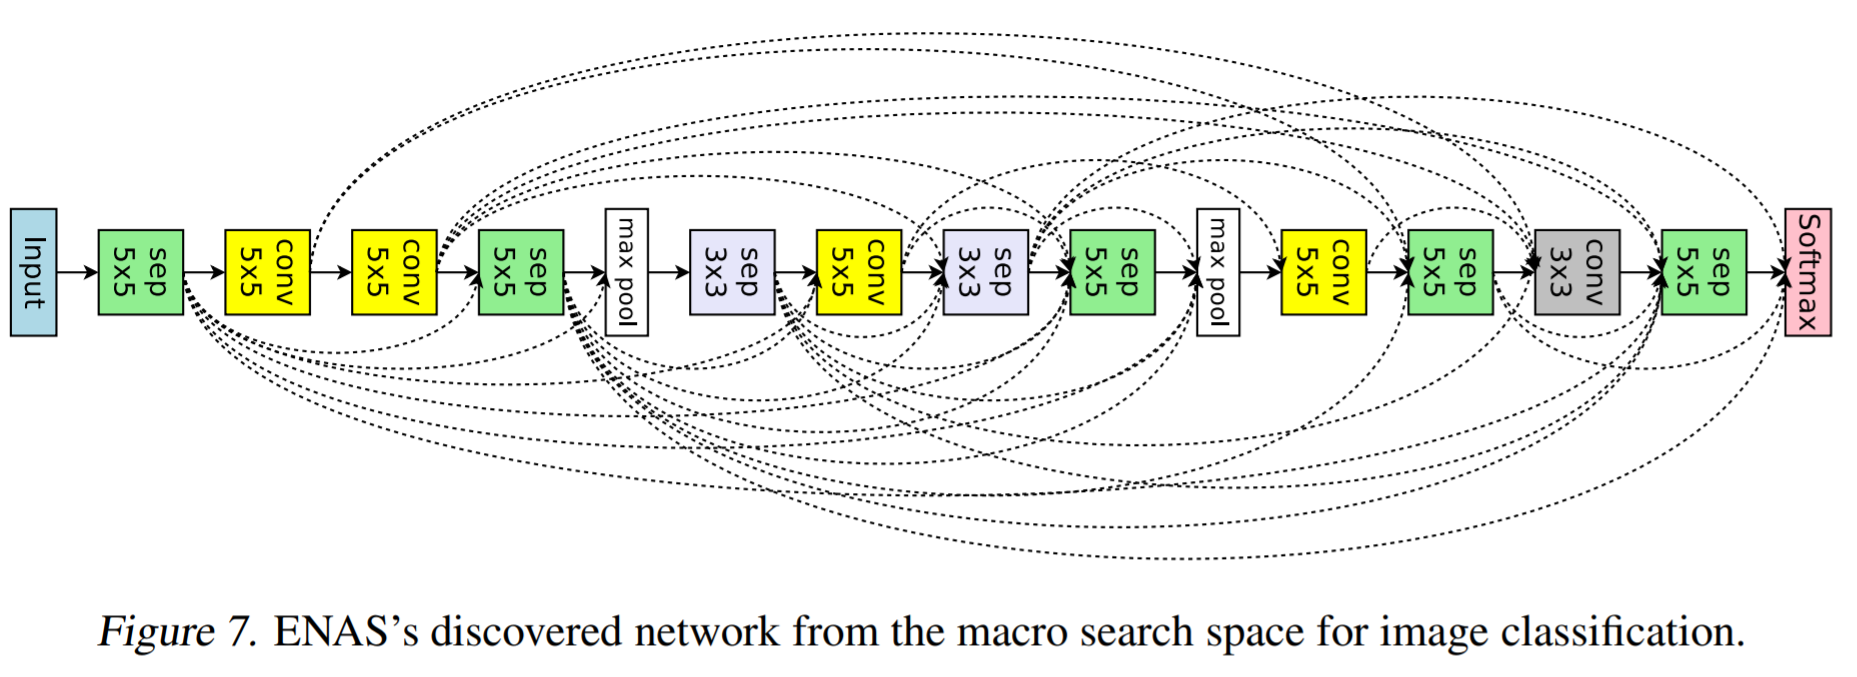 Input
sep
5x5
conv
5x5
conv
5x5
sep
5x5
max pool
sep
3x3
conv
5x5
sep
3x3
sep
5x5
max pool
conv
5x5
sep
5x5
conv
3x3
sep
5x5
Softmax
Figure 7. ENAS’s discovered network from the macro search space for image classification.